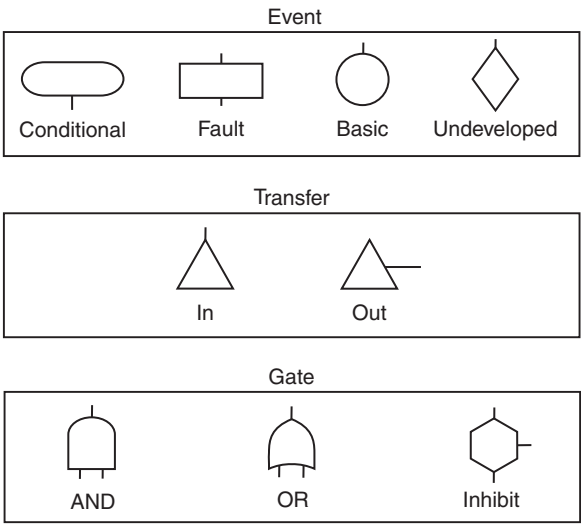 Event
Conditional Fault Basic Undeveloped
Transfer
In Out
Gate
AND OR Inhibit